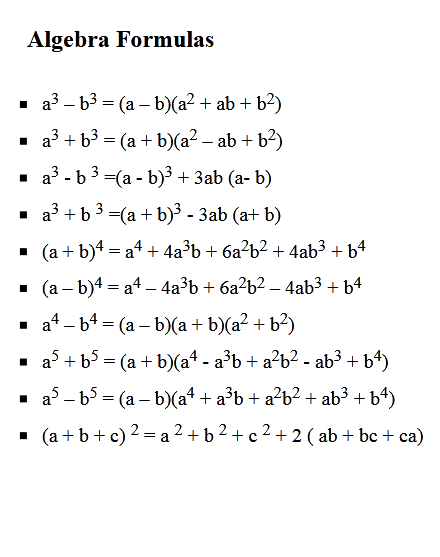 Algebra Formulas
▪ a³ – b³ = (a – b)(a² + ab + b²)
▪ a³ + b³ = (a + b)(a² – ab + b²)
▪ a³ - b ³ =(a - b)³ + 3ab (a- b)
▪ a³ + b ³ =(a + b)³ - 3ab (a+ b)
▪ (a + b)⁴ = a⁴ + 4a³b + 6a²b² + 4ab³ + b⁴
▪ (a – b)⁴ = a⁴ – 4a³b + 6a²b² – 4ab³ + b⁴
▪ a⁴ – b⁴ = (a – b)(a + b)(a² + b²)
▪ a⁵ + b⁵ = (a + b)(a⁴ - a³b + a²b² - ab³ + b⁴)
▪ a⁵ – b⁵ = (a – b)(a⁴ + a³b + a²b² + ab³ + b⁴)
▪ (a + b + c) ² = a ² + b ² + c ² + 2 ( ab + bc + ca)